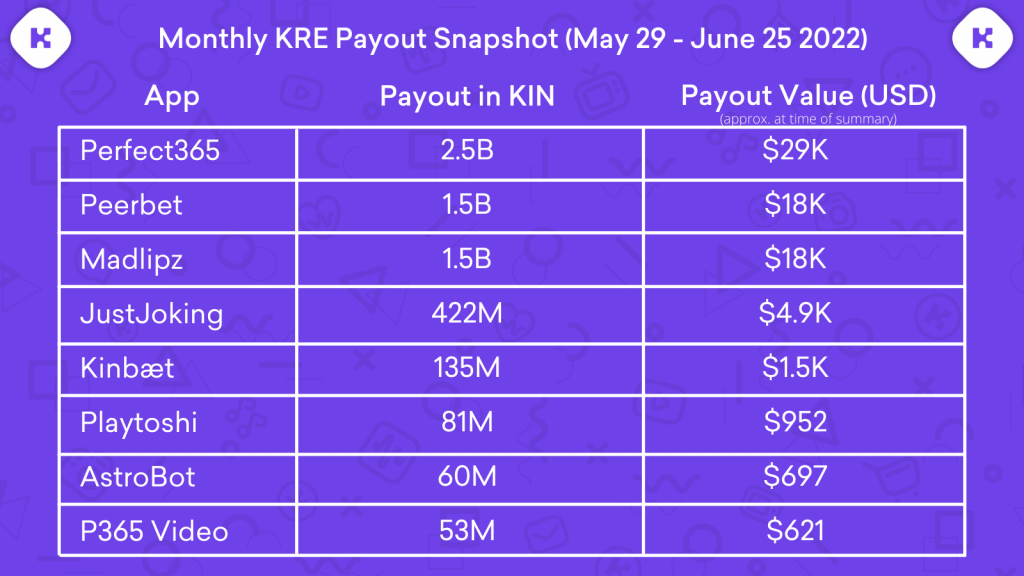 Monthly KRE Payout Snapshot (May 29 - June 25 2022)
App Payout in KIN Payout Value (USD)
(approx. at time of summary)
Perfect365 2.5B $29K
Peerbet 1.5B $18K
Madlipz 1.5B $18K
JustJoking 422M $4.9K
Kinbæt 135M $1.5K
Playtoshi 81M $952
AstroBot 60M $697
P365 Video 53M $621